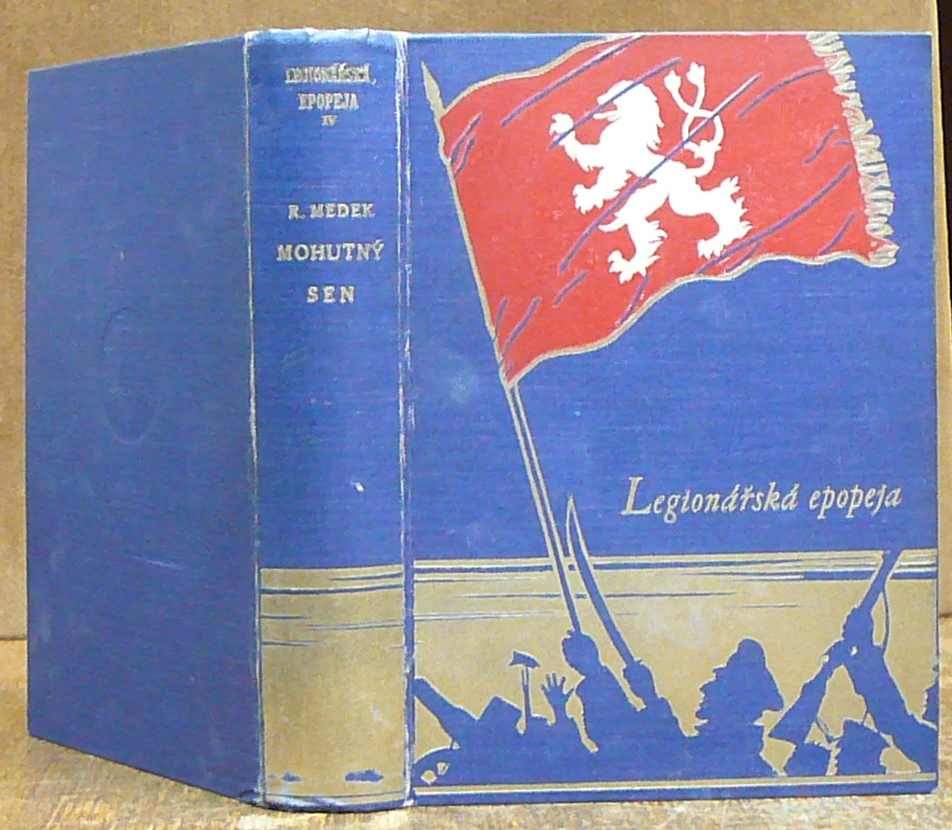 LEGIONÁŘSKÁ,
EPOPEJA
IV
R. MEDEK
MOHUTNÝ
SEN
Legionářská epopeja